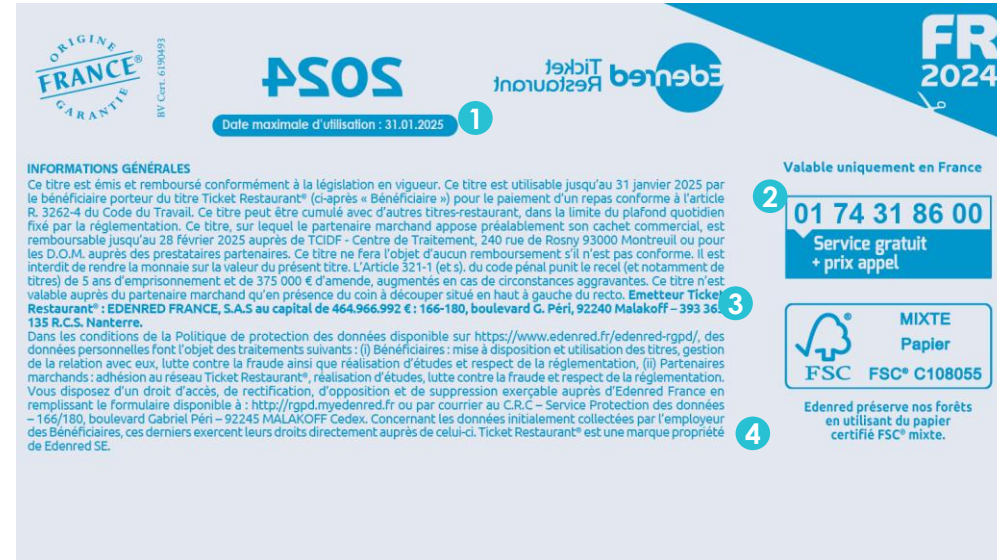 ORIGINE
FRANCE®
GARANTIE
BV Cert. 6190493
2024
Edenred
Ticket
Restaurant
FR
2024
Date maximale d'utilisation : 31.01.2025
1
INFORMATIONS GÉNÉRALES
Ce titre est émis et remboursé conformément à la législation en vigueur. Ce titre est utilisable jusqu'au 31 janvier 2025 par
le bénéficiaire porteur du titre Ticket Restaurant® (ci-après « Bénéficiaire ») pour le paiement d'un repas conforme à l'article
R. 3262-4 du Code du Travail. Ce titre peut être cumulé avec d'autres titres-restaurant, dans la limite du plafond quotidien
fixé par la réglementation. Ce titre, sur lequel le partenaire marchand appose préalablement son cachet commercial, est
remboursable jusqu'au 28 février 2025 auprès de TCIDF - Centre de Traitement, 240 rue de Rosny 93000 Montreuil ou pour
les D.O.M. auprès des prestataires partenaires. Ce titre ne fera l'objet d'aucun remboursement s'il n'est pas conforme. Il est
interdit de rendre la monnaie sur la valeur du présent titre. L'Article 321-1 (et s). du code pénal punit le recel (et notamment de
titres) de 5 ans d'emprisonnement et de 375 000 € d'amende, augmentés en cas de circonstances aggravantes. Ce titre n'est
valable auprès du partenaire marchand qu'en présence du coin à découper situé en haut à gauche du recto. Emetteur Ticket
Restaurant® : EDENRED FRANCE, S.A.S au capital de 464.966.992 € : 166-180, boulevard G. Péri, 92240 Malakoff – 393 365
135 R.C.S. Nanterre.
3
Dans les conditions de la Politique de protection des données disponible sur https://www.edenred.fr/edenred-rgpd/, des
données personnelles font l'objet des traitements suivants : (i) Bénéficiaires : mise à disposition et utilisation des titres, gestion
de la relation avec eux, lutte contre la fraude ainsi que réalisation d'études et respect de la réglementation, (ii) Partenaires
marchands : adhésion au réseau Ticket Restaurant®, réalisation d'études, lutte contre la fraude et respect de la réglementation.
Vous disposez d'un droit d'accès, de rectification, d'opposition et de suppression exerçable auprès d'Edenred France en
remplissant le formulaire disponible à : http://rgpd.myedenred.fr ou par courrier au C.R.C – Service Protection des données
– 166/180, boulevard Gabriel Péri – 92245 MALAKOFF Cedex. Concernant les données initialement collectées par l'employeur
des Bénéficiaires, ces derniers exercent leurs droits directement auprès de celui-ci. Ticket Restaurant® est une marque propriété
de Edenred SE.
4
Valable uniquement en France
2
01 74 31 86 00
Service gratuit
+ prix appel
FSC
MIXTE
Papier
FSC® C108055
Edenred préserve nos forêts
en utilisant du papier
certifié FSC® mixte.